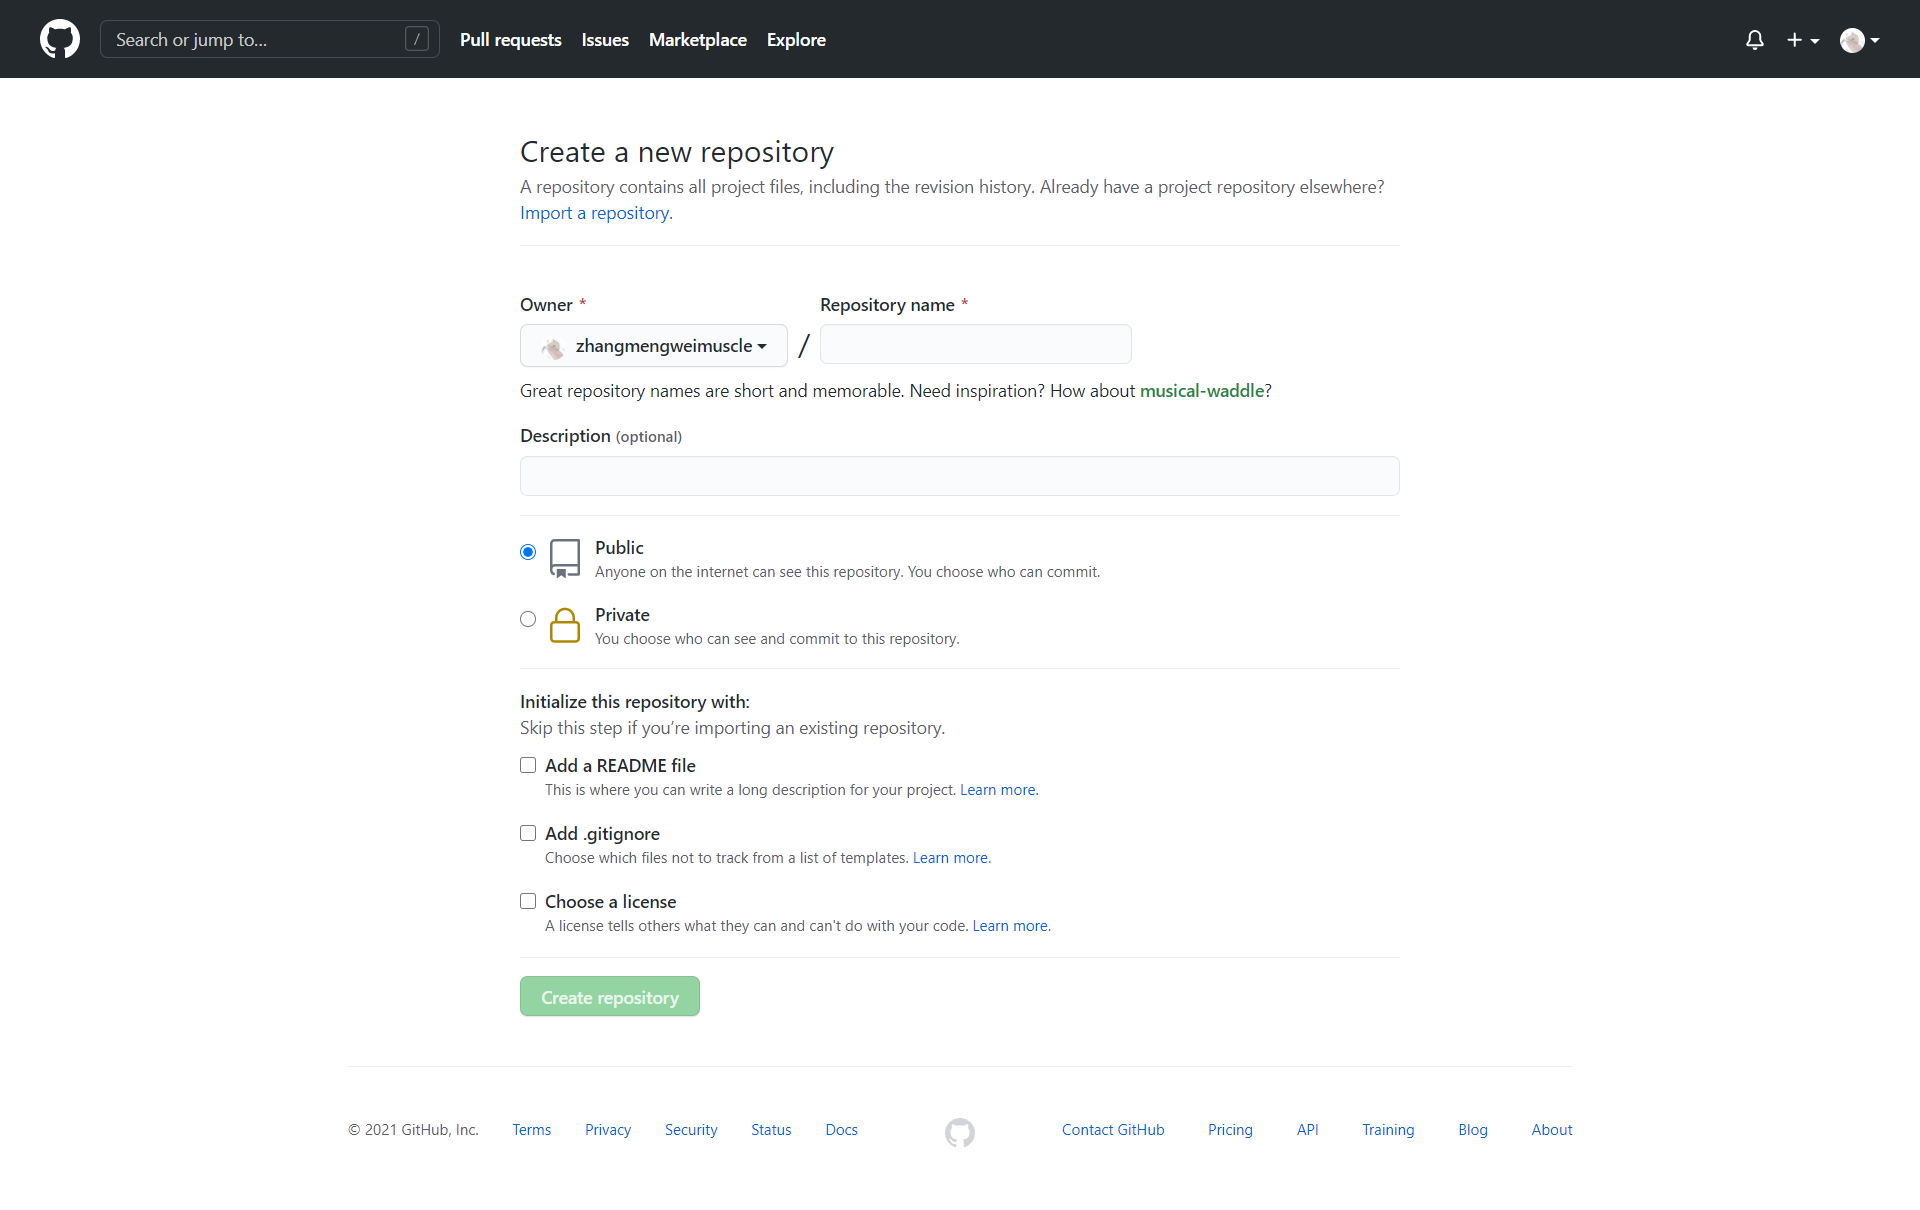 Search or jump to... /
Pull requests Issues Marketplace Explore
Create a new repository
A repository contains all project files, including the revision history. Already have a project repository elsewhere?
Import a repository.
Owner *
Repository name *
zhangmengweimuscle /
Great repository names are short and memorable. Need inspiration? How about musical-waddle?
Description (optional)
Public
Anyone on the internet can see this repository. You choose who can commit.
Private
You choose who can see and commit to this repository.
Initialize this repository with:
Skip this step if you’re importing an existing repository.
Add a README file
This is where you can write a long description for your project. Learn more.
Add .gitignore
Choose which files not to track from a list of templates. Learn more.
Choose a license
A license tells others what they can and can't do with your code. Learn more.
Create repository
© 2021 GitHub, Inc. Terms Privacy Security Status Docs Contact GitHub Pricing API Training Blog About